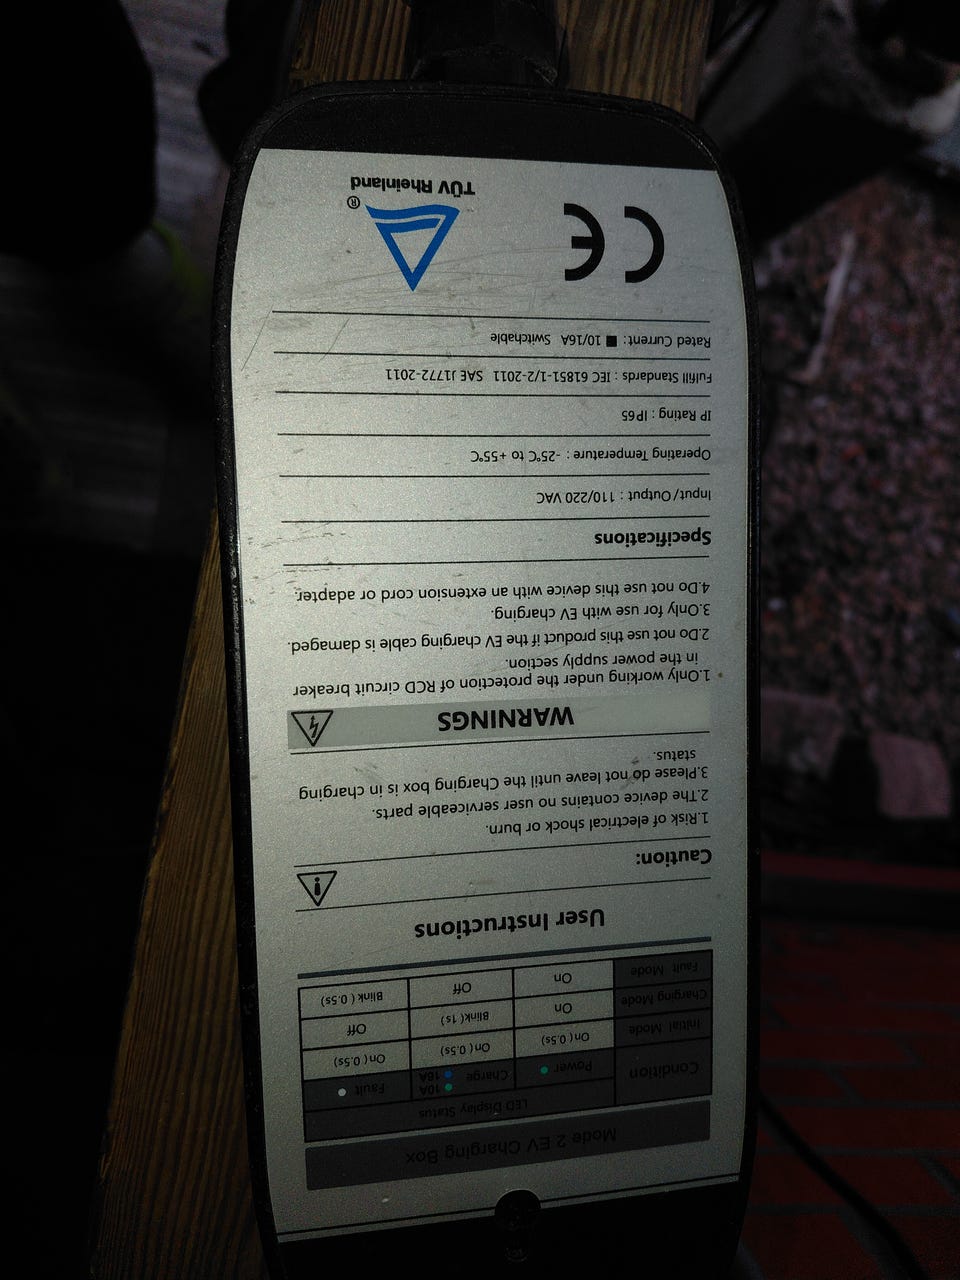 Mode 2 EV Charging Box
LED Display Status
Condition Power Charge 10A 16A Fault
Initial Mode On (0.5s) On (0.5s) On (0.5s)
Charging Mode On Blink( 1s) Off
Fault Mode On Off Blink ( 0.5s)
User Instructions
Caution:
1.Risk of electrical shock or burn.
2.The device contains no user serviceable parts.
3.Please do not leave until the Charging box is in charging
status.
WARNINGS
1.Only working under the protection of RCD circuit breaker
in the power supply section.
2.Do not use this product if the EV charging cable is damaged.
3.Only for use with EV charging.
4.Do not use this device with an extension cord or adapter.
Specifications
Input/ Output : 110/220 VAC
Operating Temperature : -25°C to +55°C
IP Rating : IP65
Fulfill Standards : IEC 61851-1/2-2011 SAE J1772-2011
Rated Current : ■ 10/16A Switchable
CE
®
TÜV Rheinland